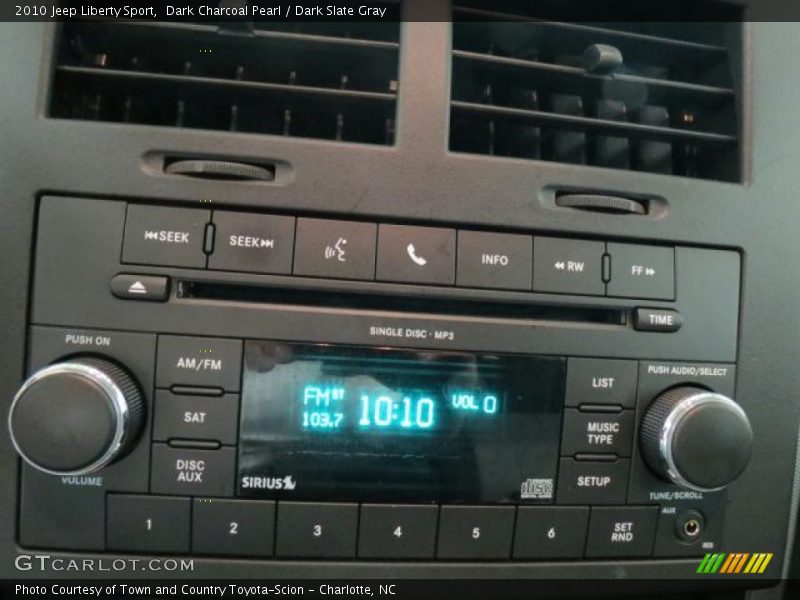 2010 Jeep Liberty Sport,  Dark Charcoal Pearl / Dark Slate Gray
SEEK
SEEK
INFO
RW
FF
TIME
SINGLE DISC · MP3
PUSH ON
AM/FM
SAT
DISC AUX
VOLUME
FM ST
103.7
10:10
VOL 0
SIRIUS
disc
LIST
MUSIC TYPE
SETUP
PUSH AUDIO/SELECT
TUNE/SCROLL
AUX
1
2
3
4
5
6
SET RND
GTCARLOT.COM
Photo Courtesy of Town and Country Toyota-Scion - Charlotte, NC